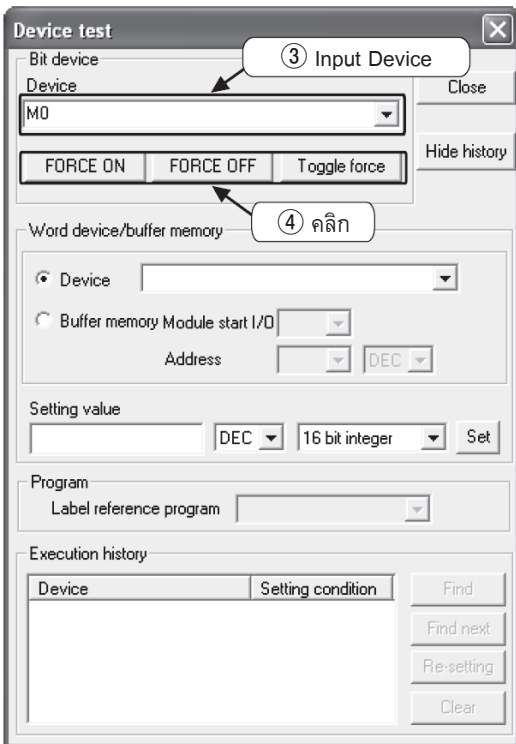 Device test
Bit device
③ Input Device
Device
Close
M0
FORCE ON FORCE OFF Toggle force
Hide history
④ คลิก
Word device/buffer memory
Device
Buffer memory Module start I/O
Address DEC
Setting value
DEC 16 bit integer Set
Program
Label reference program
Execution history
Device Setting condition
Find
Find next
Re-setting
Clear